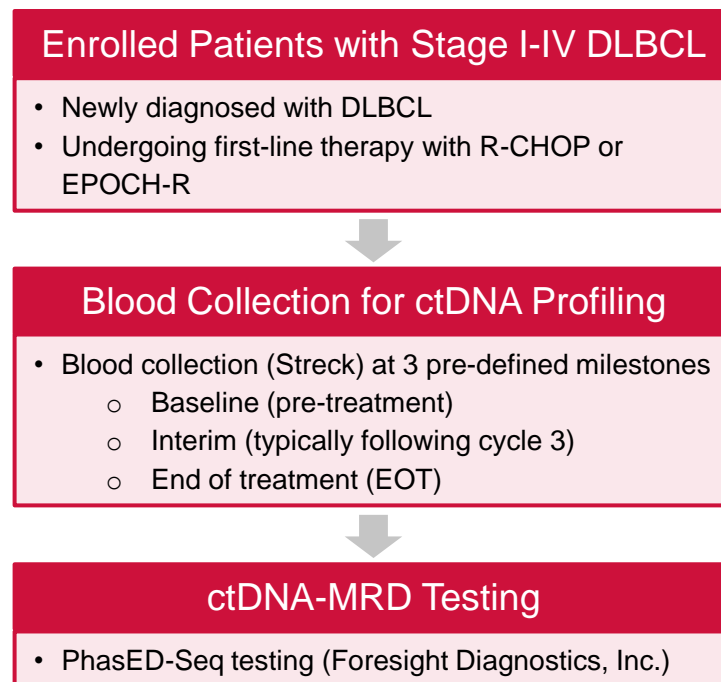 Enrolled Patients with Stage I-IV DLBCL
• Newly diagnosed with DLBCL
• Undergoing first-line therapy with R-CHOP or
EPOCH-R
Blood Collection for ctDNA Profiling
• Blood collection (Streck) at 3 pre-defined milestones
o Baseline (pre-treatment)
o Interim (typically following cycle 3)
o End of treatment (EOT)
ctDNA-MRD Testing
• PhasED-Seq testing (Foresight Diagnostics, Inc.)